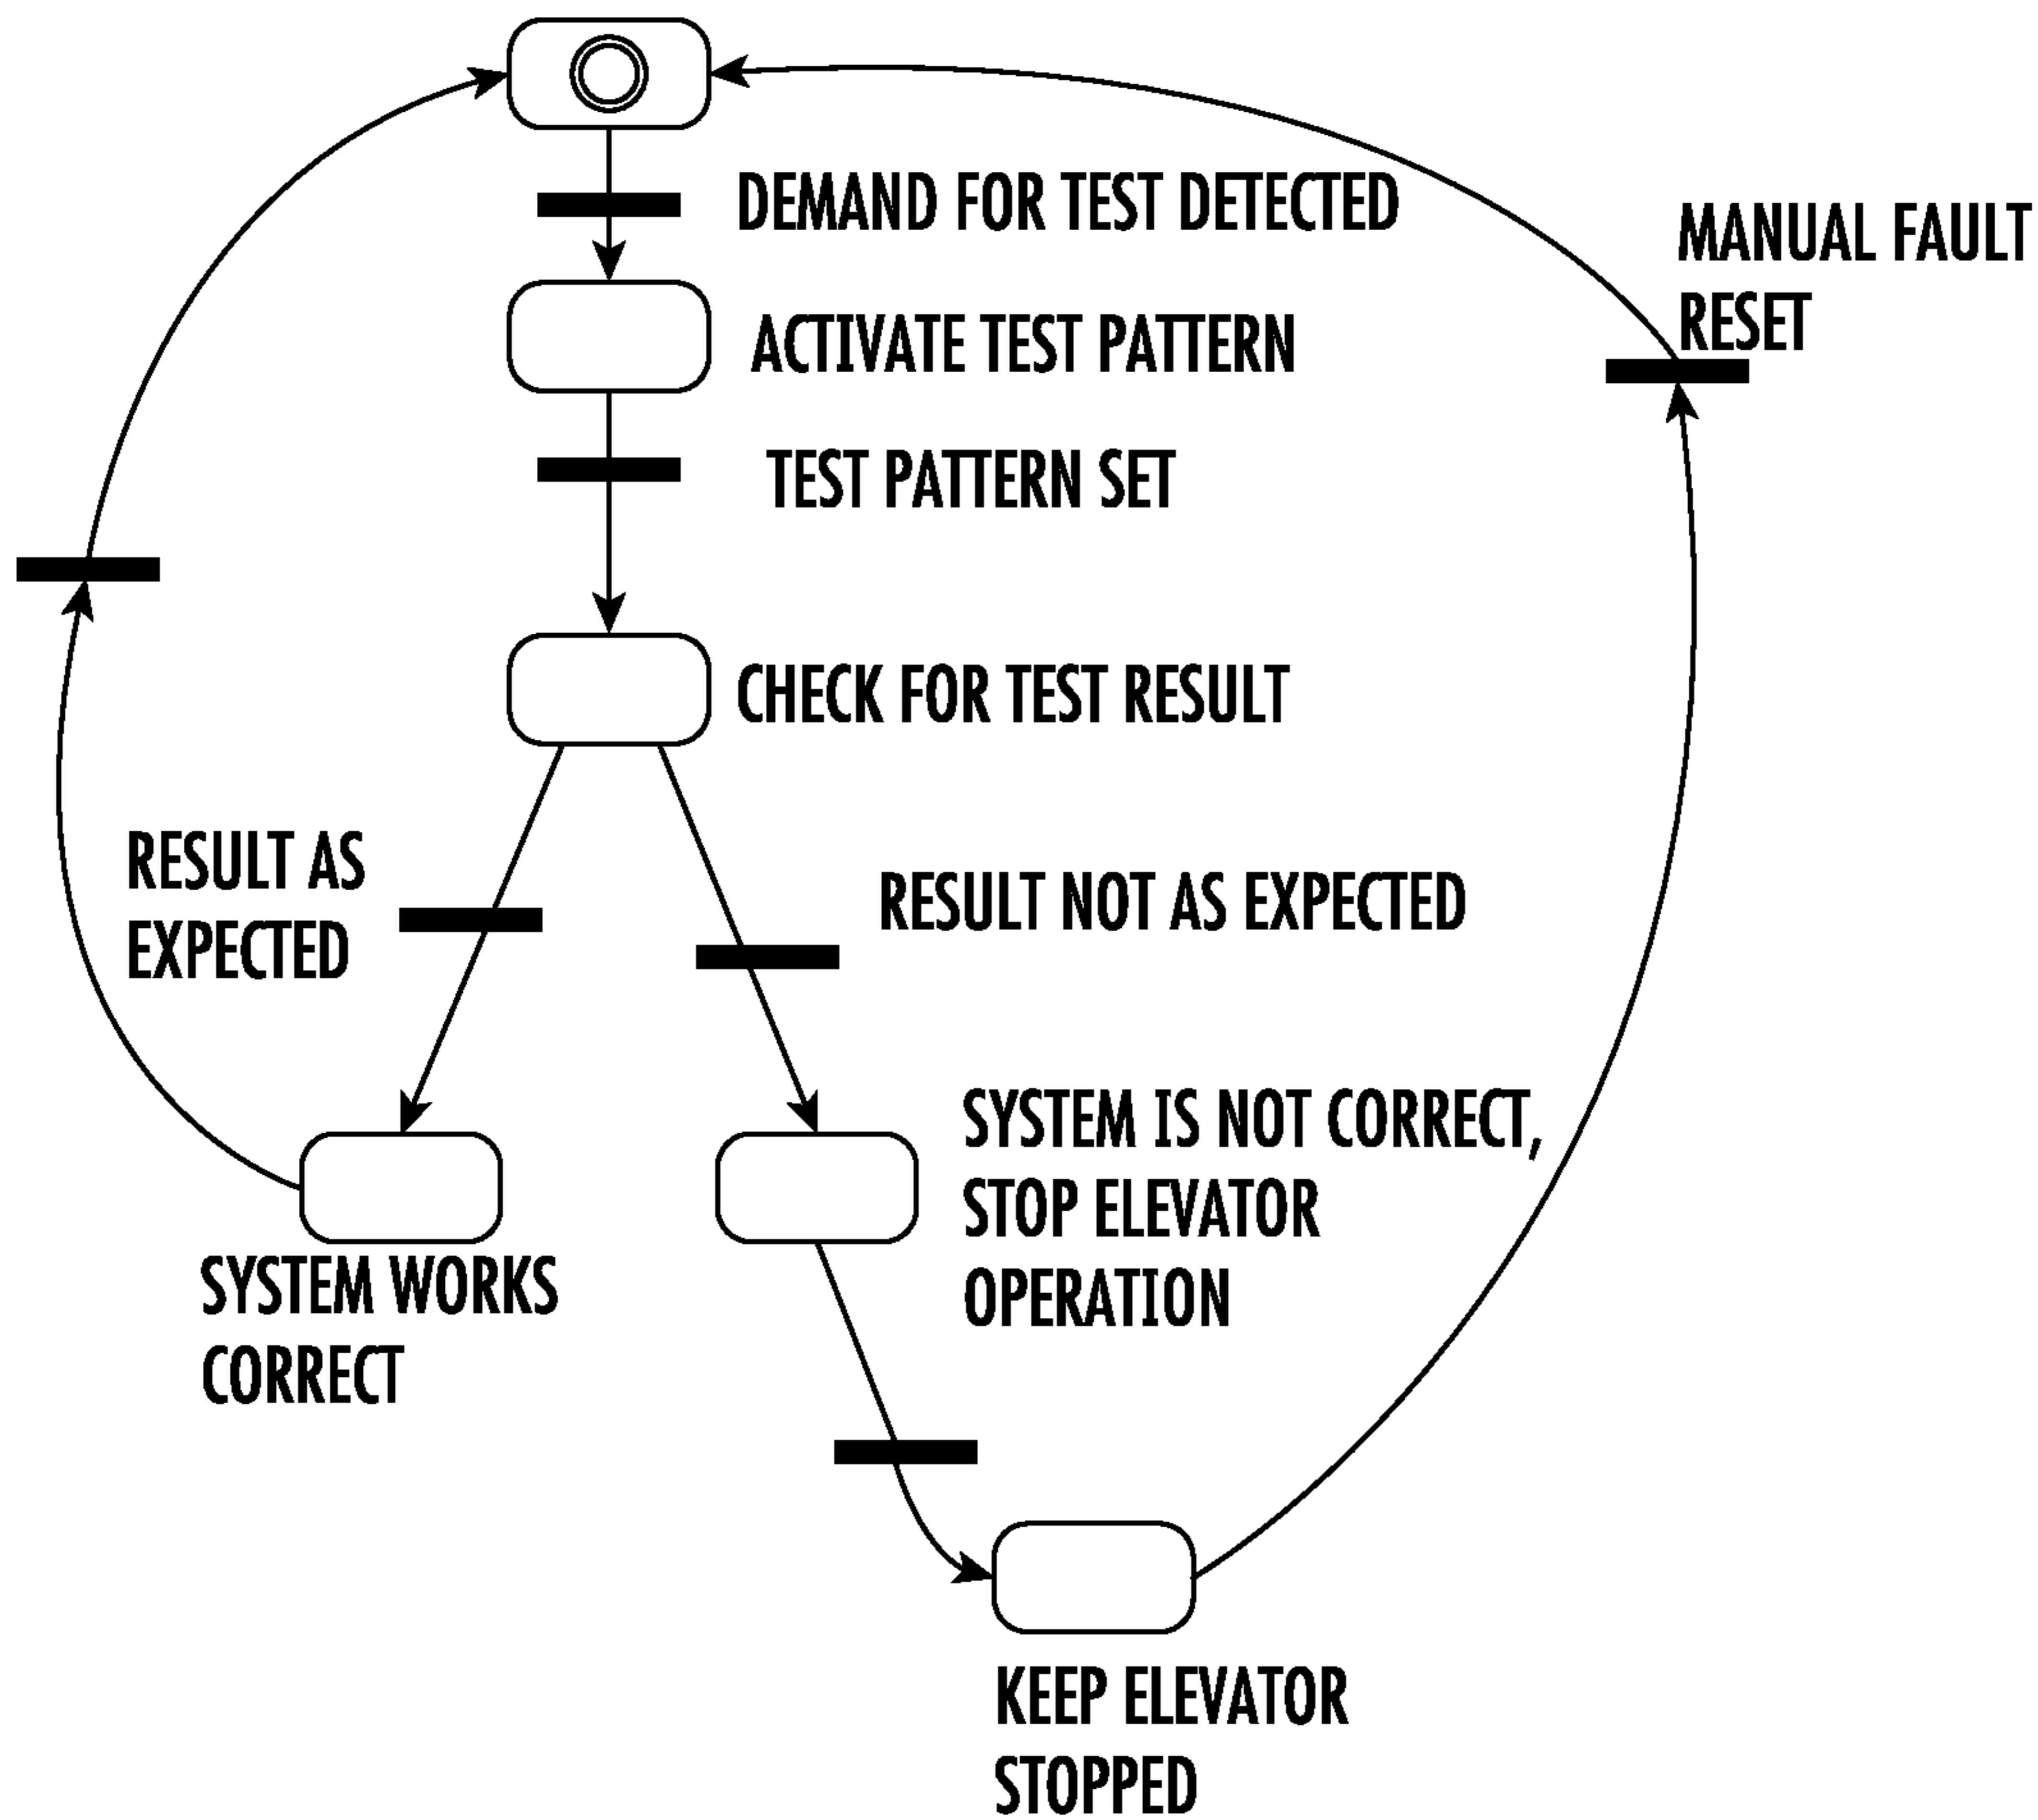 DEMAND FOR TEST DETECTED
MANUAL FAULT
RESET
ACTIVATE TEST PATTERN
TEST PATTERN SET
CHECK FOR TEST RESULT
RESULT AS
EXPECTED
RESULT NOT AS EXPECTED
SYSTEM IS NOT CORRECT,
STOP ELEVATOR
OPERATION
SYSTEM WORKS
CORRECT
KEEP ELEVATOR
STOPPED